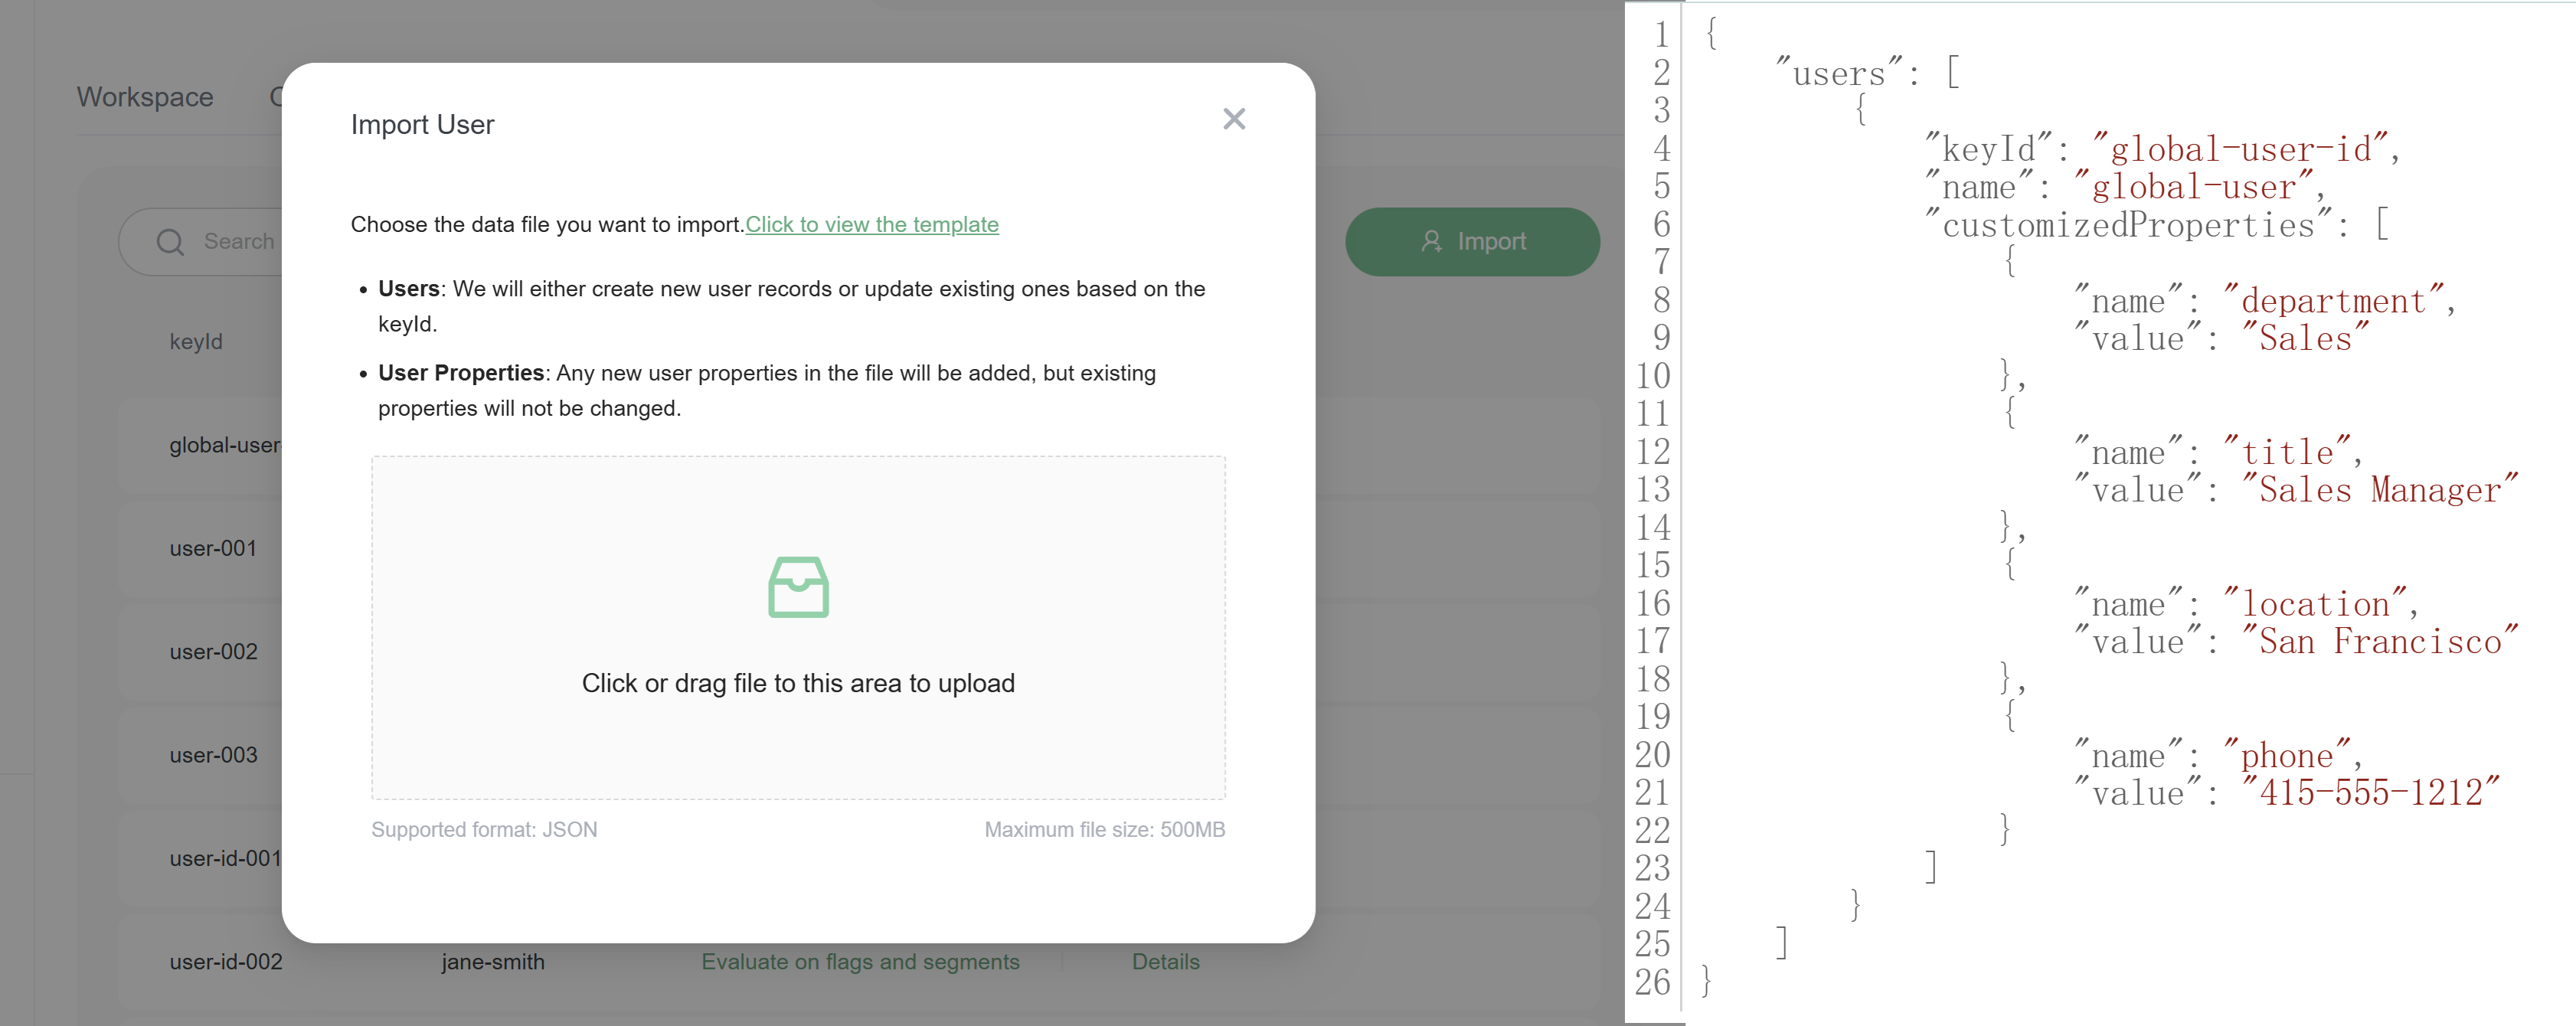 Workspace
Import User
Search
Import
Choose the data file you want to import.Click to view the template
• Users: We will either create new user records or update existing ones based on the
keyId.
• User Properties: Any new user properties in the file will be added, but existing
properties will not be changed.
Click or drag file to this area to upload
Supported format: JSON
Maximum file size: 500MB
keyId
global-user-
user-001
user-002
user-003
user-id-001
user-id-002 jane-smith Evaluate on flags and segments Details
1 {
2 "users": [
3 {
4 "keyId": "global-user-id",
5 "name": "global-user",
6 "customizedProperties": [
7 {
8 "name": "department",
9 "value": "Sales"
10 },
11 {
12 "name": "title",
13 "value": "Sales Manager"
14 },
15 {
16 "name": "location",
17 "value": "San Francisco"
18 },
19 {
20 "name": "phone",
21 "value": "415-555-1212"
22 }
23 ]
24 }
25 ]
26 }